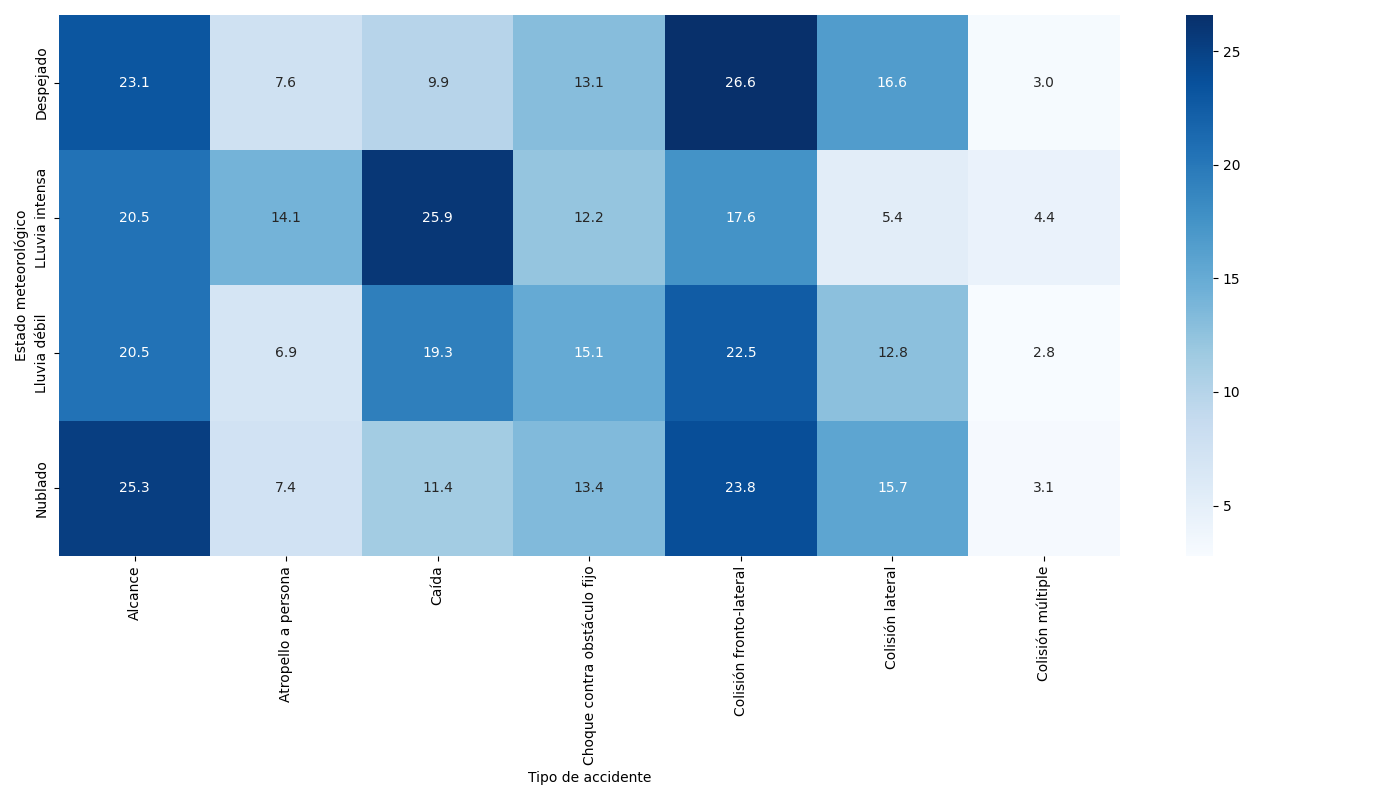 Estado meteorológico
Despejado
23.1 7.6 9.9 13.1 26.6 16.6 3.0
LLuvia intensa
20.5 14.1 25.9 12.2 17.6 5.4 4.4
Lluvia débil
20.5 6.9 19.3 15.1 22.5 12.8 2.8
Nublado
25.3 7.4 11.4 13.4 23.8 15.7 3.1
Alcance
Atropello a persona
Caída
Choque contra obstáculo fijo
Colisión fronto-lateral
Colisión lateral
Colisión múltiple
Tipo de accidente
25
20
15
10
5